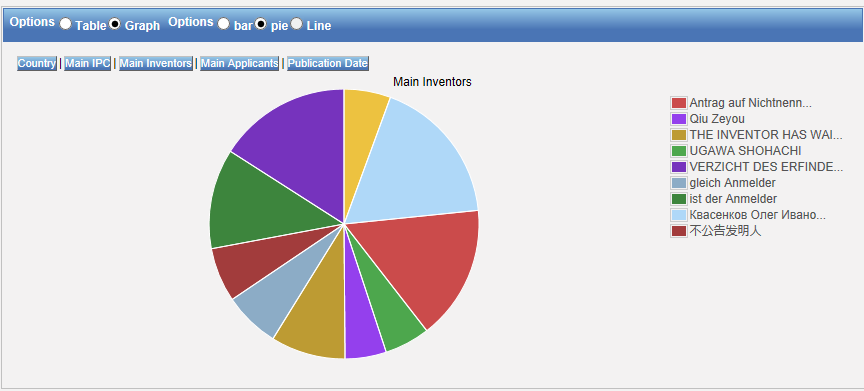 Options Table Graph Options bar pie Line
Country | Main IPC | Main Inventors | Main Applicants | Publication Date
Main Inventors
Antrag auf Nichtnenn...
Qiu Zeyou
THE INVENTOR HAS WAI...
UGAWA SHOHACHI
VERZICHT DES ERFINDE...
gleich Anmelder
ist der Anmelder
Квасенков Олег Ивано...
不公告发明人